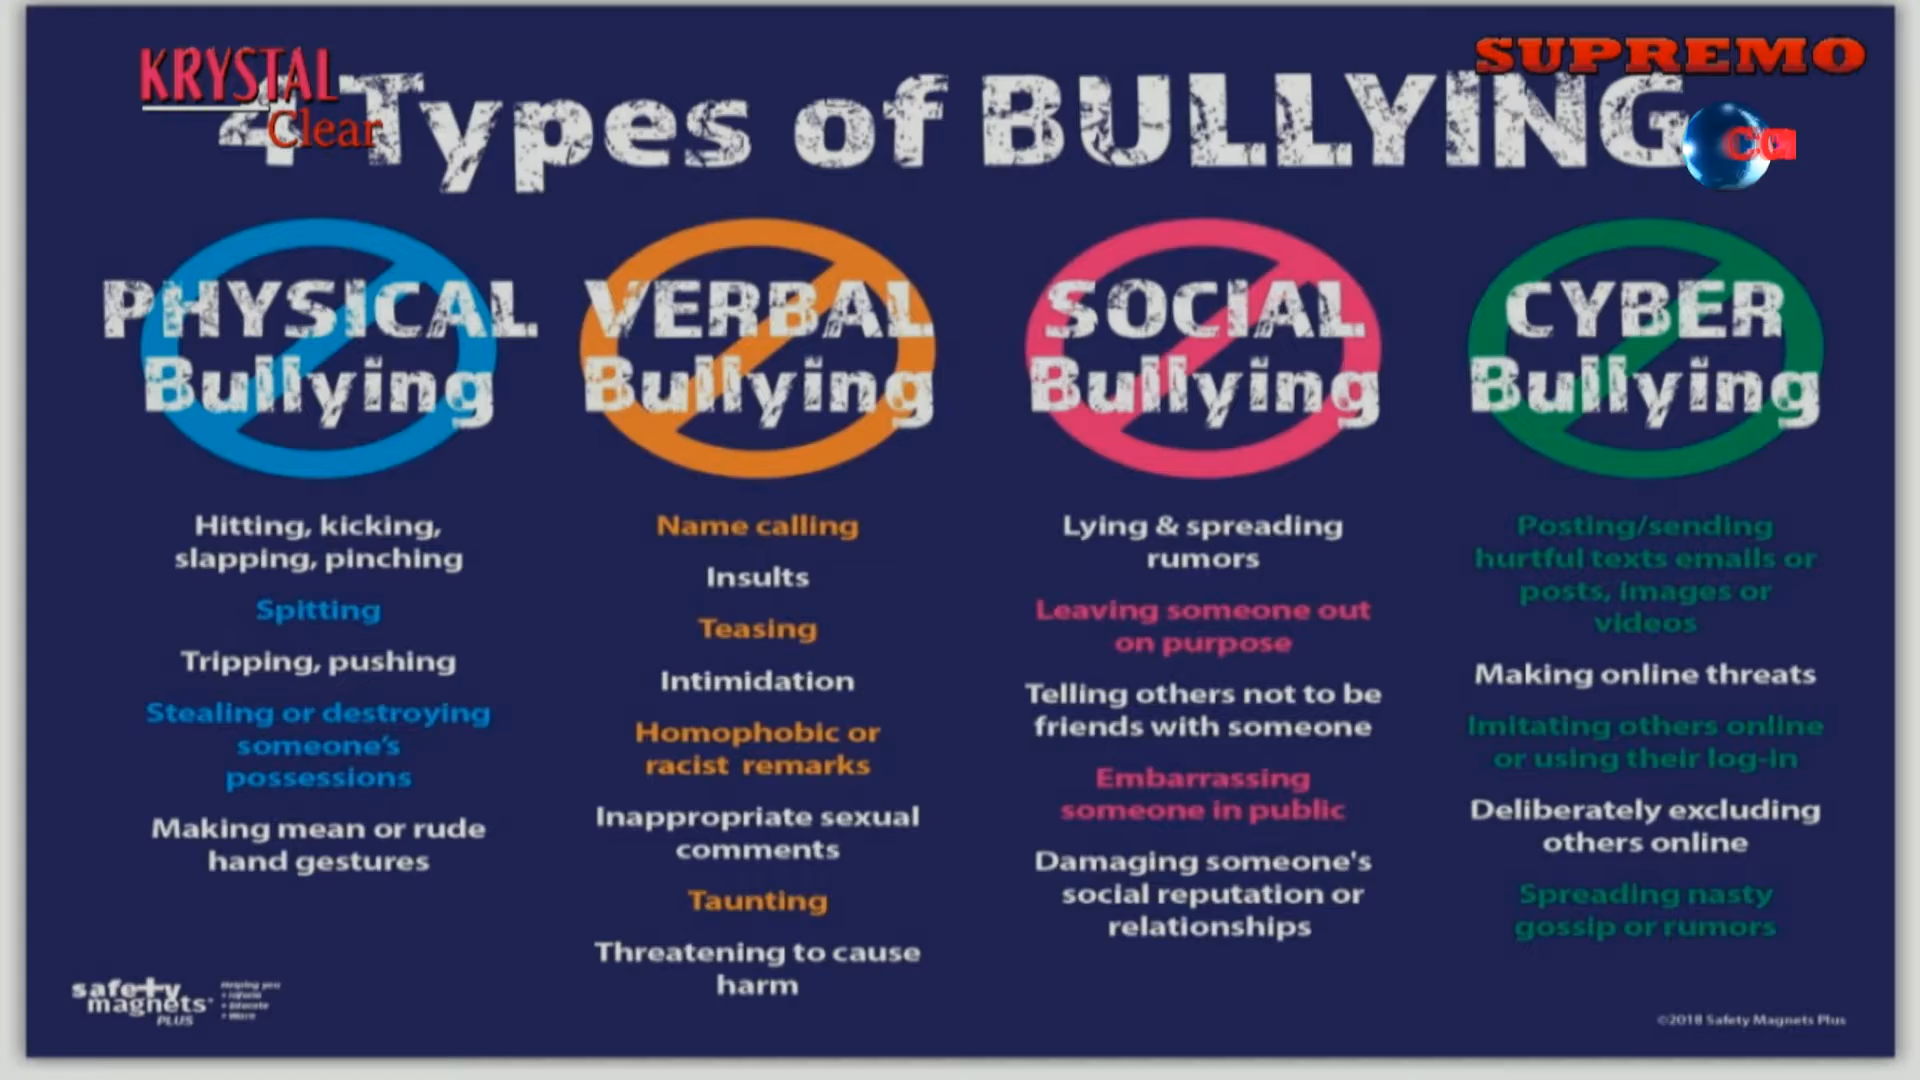 KRYSTAL
Clear
SUPREMO
4 Types of BULLYING
PHYSICAL
Bullying
Hitting, kicking,
slapping, pinching
Spitting
Tripping, pushing
Stealing or destroying
someone's
possessions
Making mean or rude
hand gestures
VERBAL
Bullying
Name calling
Insults
Teasing
Intimidation
Homophobic or
racist remarks
Inappropriate sexual
comments
Taunting
Threatening to cause
harm
SOCIAL
Bullying
Lying & spreading
rumors
Leaving someone out
on purpose
Telling others not to be
friends with someone
Embarrassing
someone in public
Damaging someone's
social reputation or
relationships
CYBER
Bullying
Posting/sending
hurtful texts emails or
posts, images or
videos
Making online threats
Imitating others online
or using their log-in
Deliberately excluding
others online
Spreading nasty
gossip or rumors
safety
magnets
PLUS
Helping you
• Inform
• Educate
©2018 Safety Magnets Plus